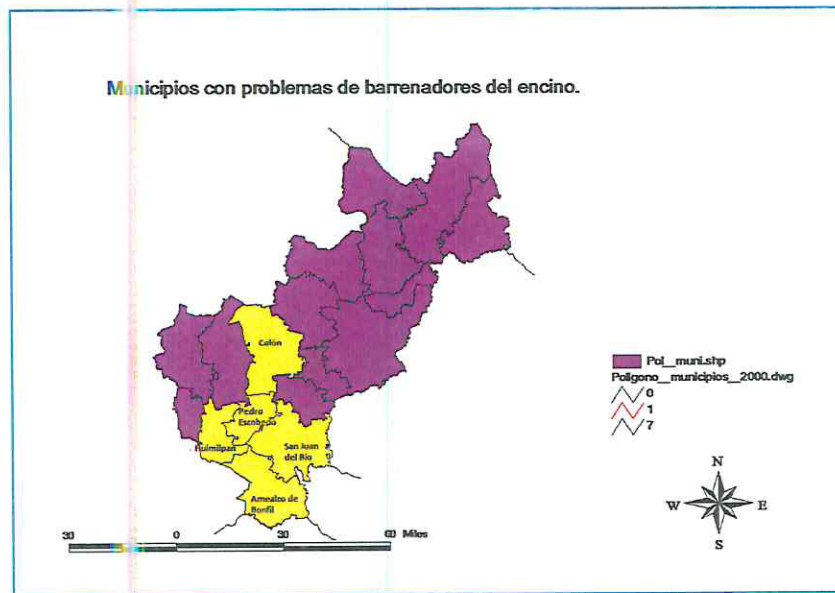 Municipios con problemas de barrenadores del encino.
Colón
Pedro
Escobedo
Huimilpan
San Juan
del Río
Amealco de
Bonfil
Pol_muni.shp
Poligono_municipios_2000.dwg
0
1
7
N
W E
S
30 0 30 60 Miles